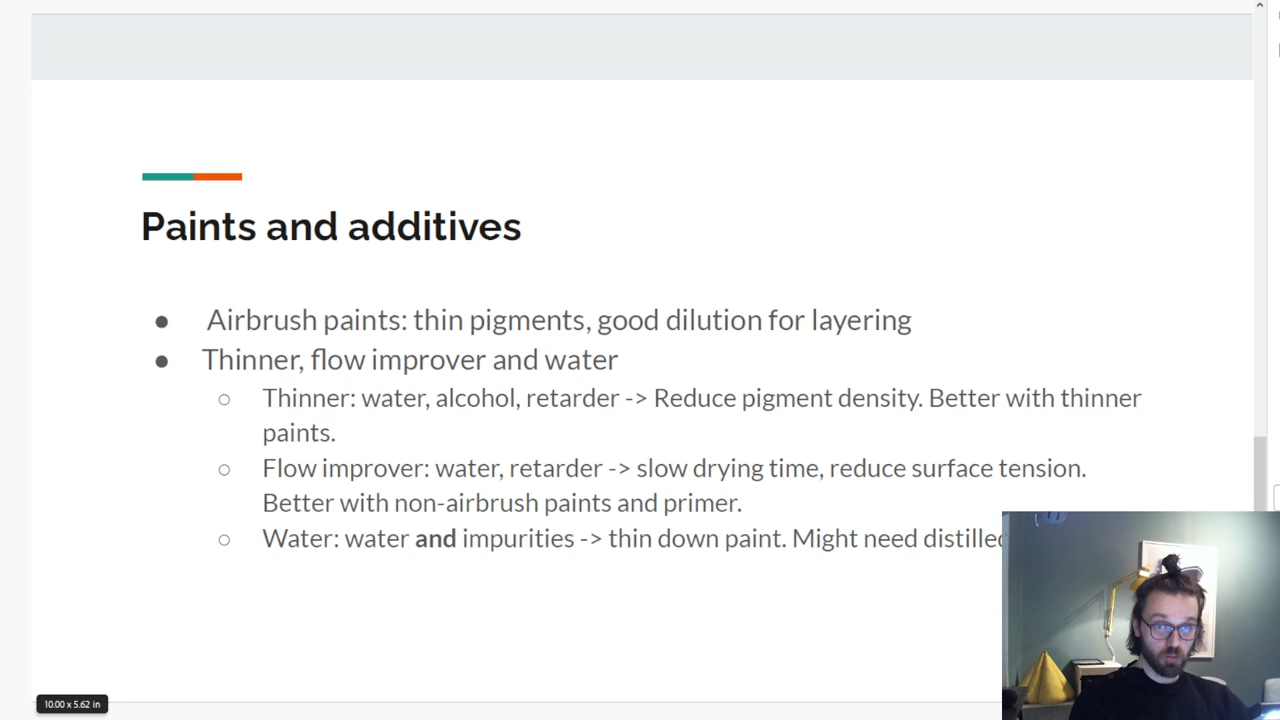 Paints and additives
● Airbrush paints: thin pigments, good dilution for layering
● Thinner, flow improver and water
○ Thinner: water, alcohol, retarder -> Reduce pigment density. Better with thinner
paints.
○ Flow improver: water, retarder -> slow drying time, reduce surface tension.
Better with non-airbrush paints and primer.
○ Water: water and impurities -> thin down paint. Might need distilled
10.00 x 5.62 in